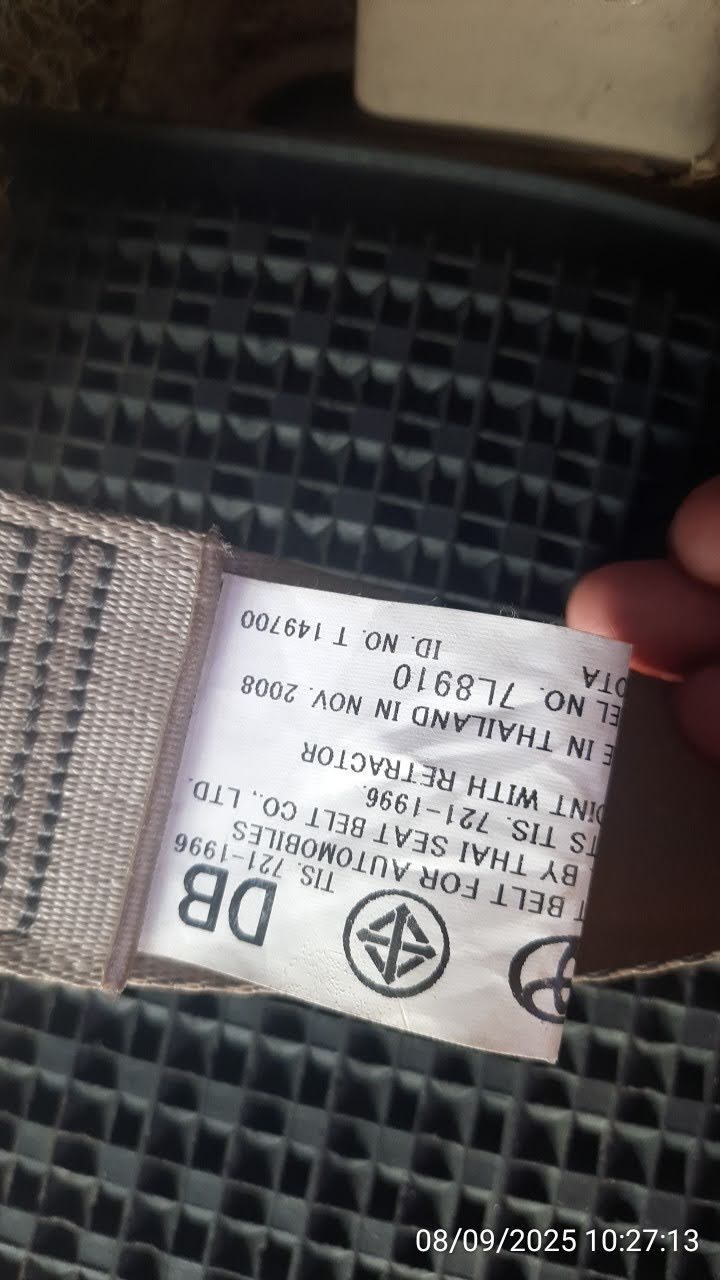 DB
TIS. 721-1996
T BELT FOR AUTOMOBILES
BY THAI SEAT BELT CO., LTD.
TS TIS. 721-1996.
OINT WITH RETRACTOR
E IN THAILAND IN NOV. 2008
EL NO. 7L8910
OTA ID. NO. T 149700
08/09/2025 10:27:13